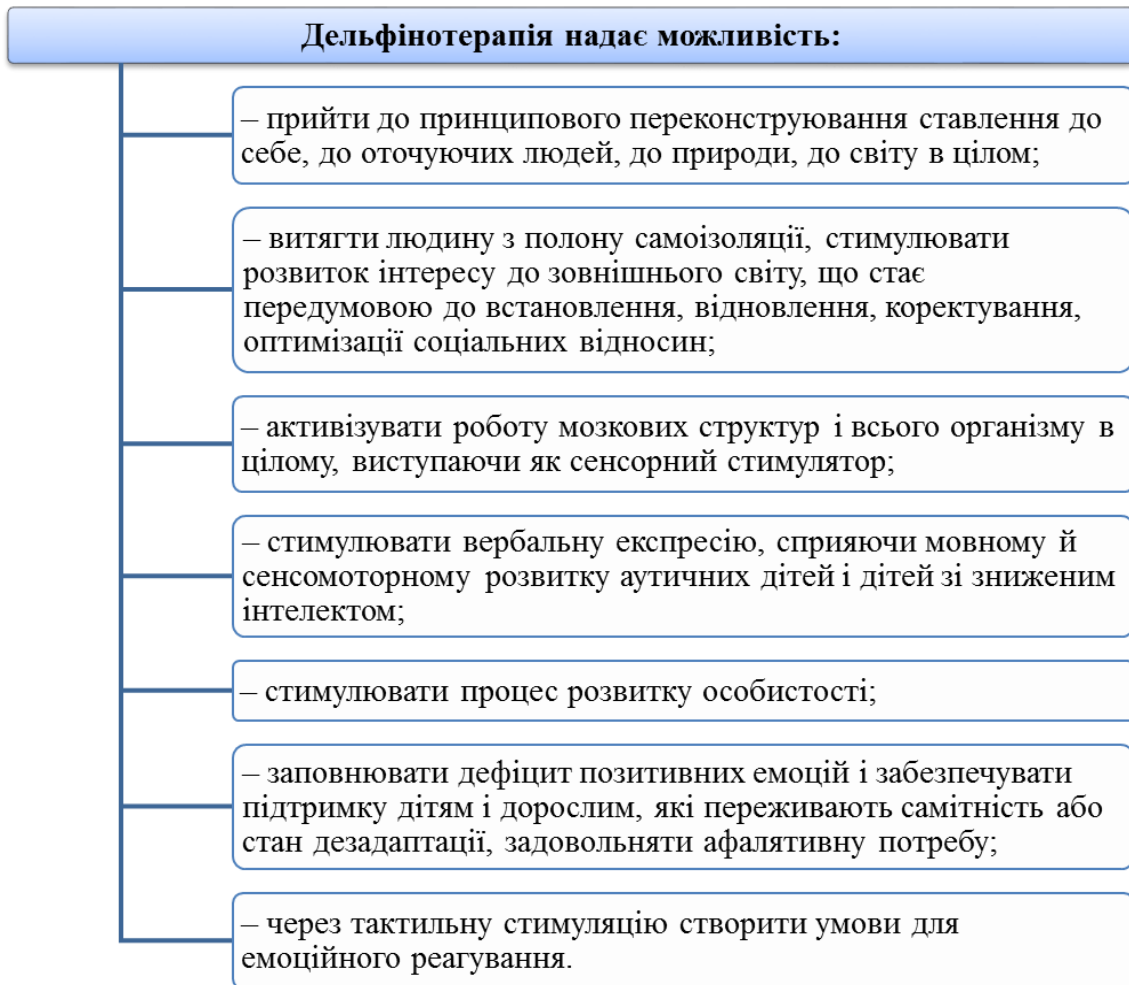 Дельфінотерапія надає можливість:
– прийти до принципового переконструювання ставлення до
себе, до оточуючих людей, до природи, до світу в цілом;
– витягти людину з полону самоізоляції, стимулювати
розвиток інтересу до зовнішнього світу, що стає
передумовою до встановлення, відновлення, коректування,
оптимізації соціальних відносин;
– активізувати роботу мозкових структур і всього організму в
цілому, виступаючи як сенсорний стимулятор;
– стимулювати вербальну експресію, сприяючи мовному й
сенсомоторному розвитку аутичних дітей і дітей зі зниженим
інтелектом;
– стимулювати процес розвитку особистості;
– заповнювати дефіцит позитивних емоцій і забезпечувати
підтримку дітям і дорослим, які переживають самітність або
стан дезадаптації, задовольняти афалятивну потребу;
– через тактильну стимуляцію створити умови для
емоційного реагування.